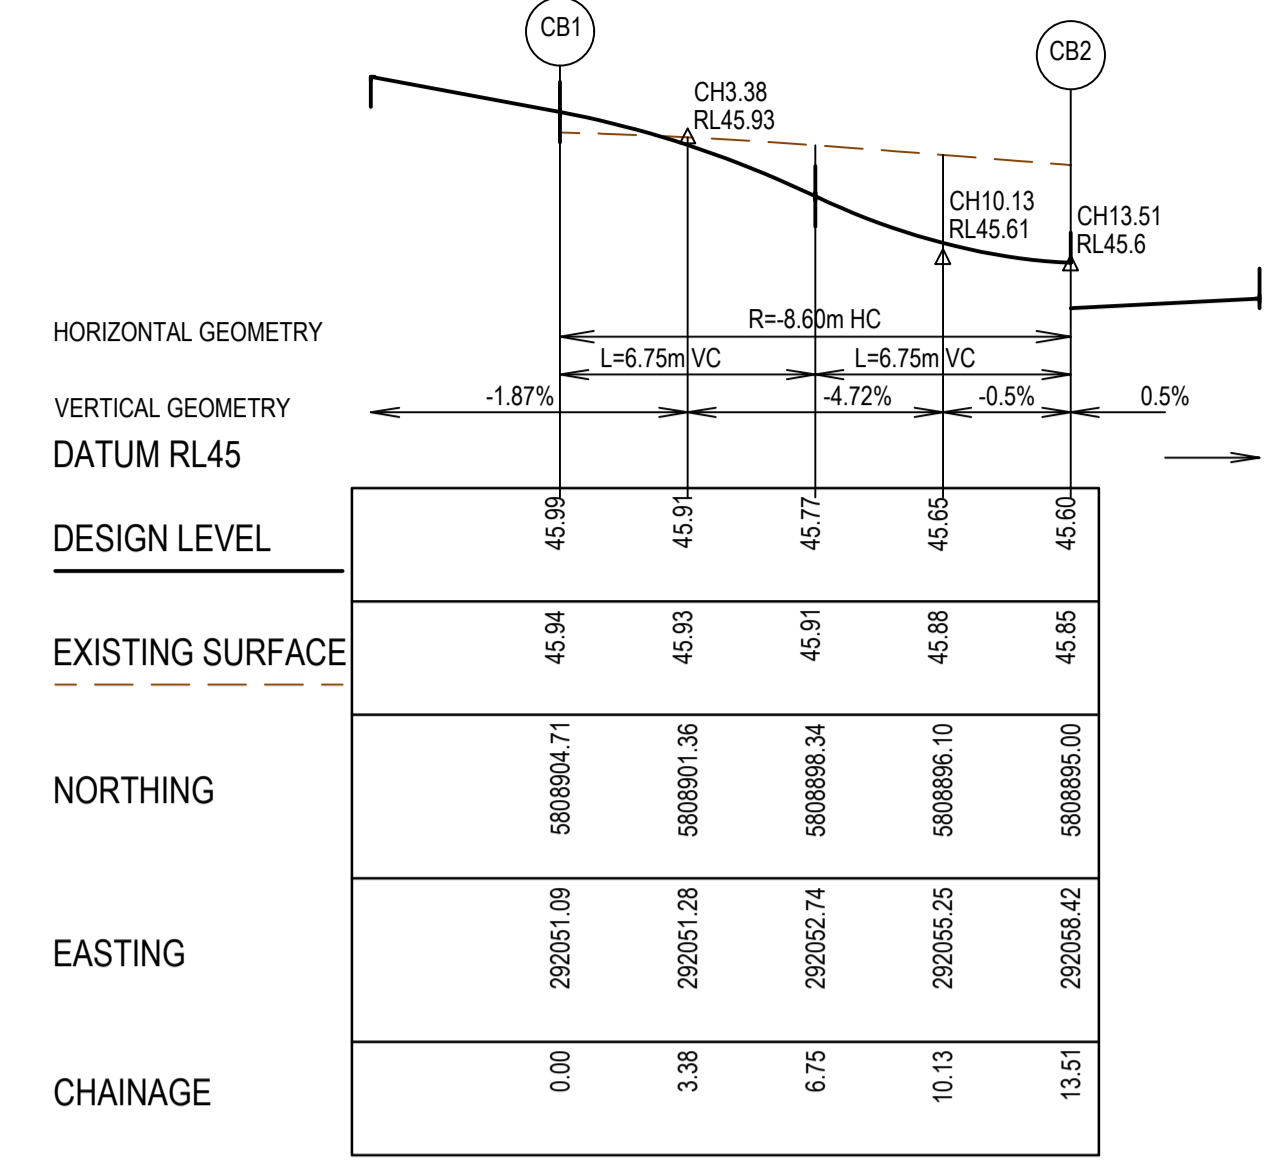 CB1
CB2
CH3.38
RL45.93
CH10.13
RL45.61
CH13.51
RL45.6
HORIZONTAL GEOMETRY
R=-8.60m HC
L=6.75m VC
L=6.75m VC
VERTICAL GEOMETRY
-1.87%
-4.72%
-0.5%
0.5%
DATUM RL45
DESIGN LEVEL
45.99
45.91
45.77
45.65
45.60
EXISTING SURFACE
45.94
45.93
45.91
45.88
45.85
NORTHING
5808904.71
5808901.36
5808898.34
5808896.10
5808895.00
EASTING
292051.09
292051.28
292052.74
292055.25
292058.42
CHAINAGE
0.00
3.38
6.75
10.13
13.51